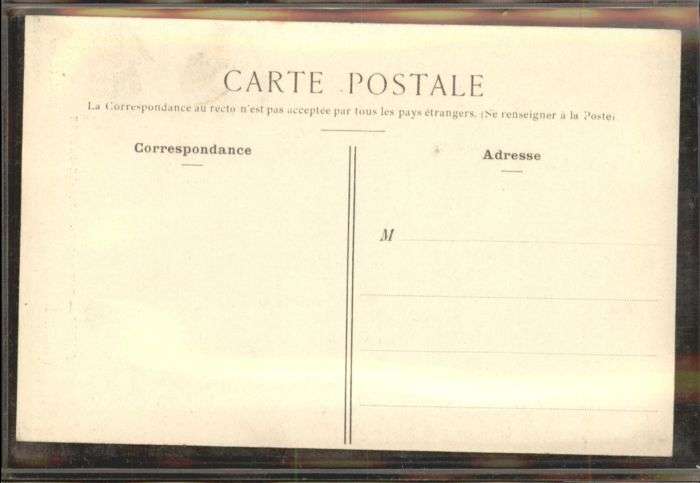 CARTE POSTALE
La Correspondance au recto n'est pas acceptée par tous les pays étrangers. (Se renseigner à la Poste)
Correspondance
Adresse
M